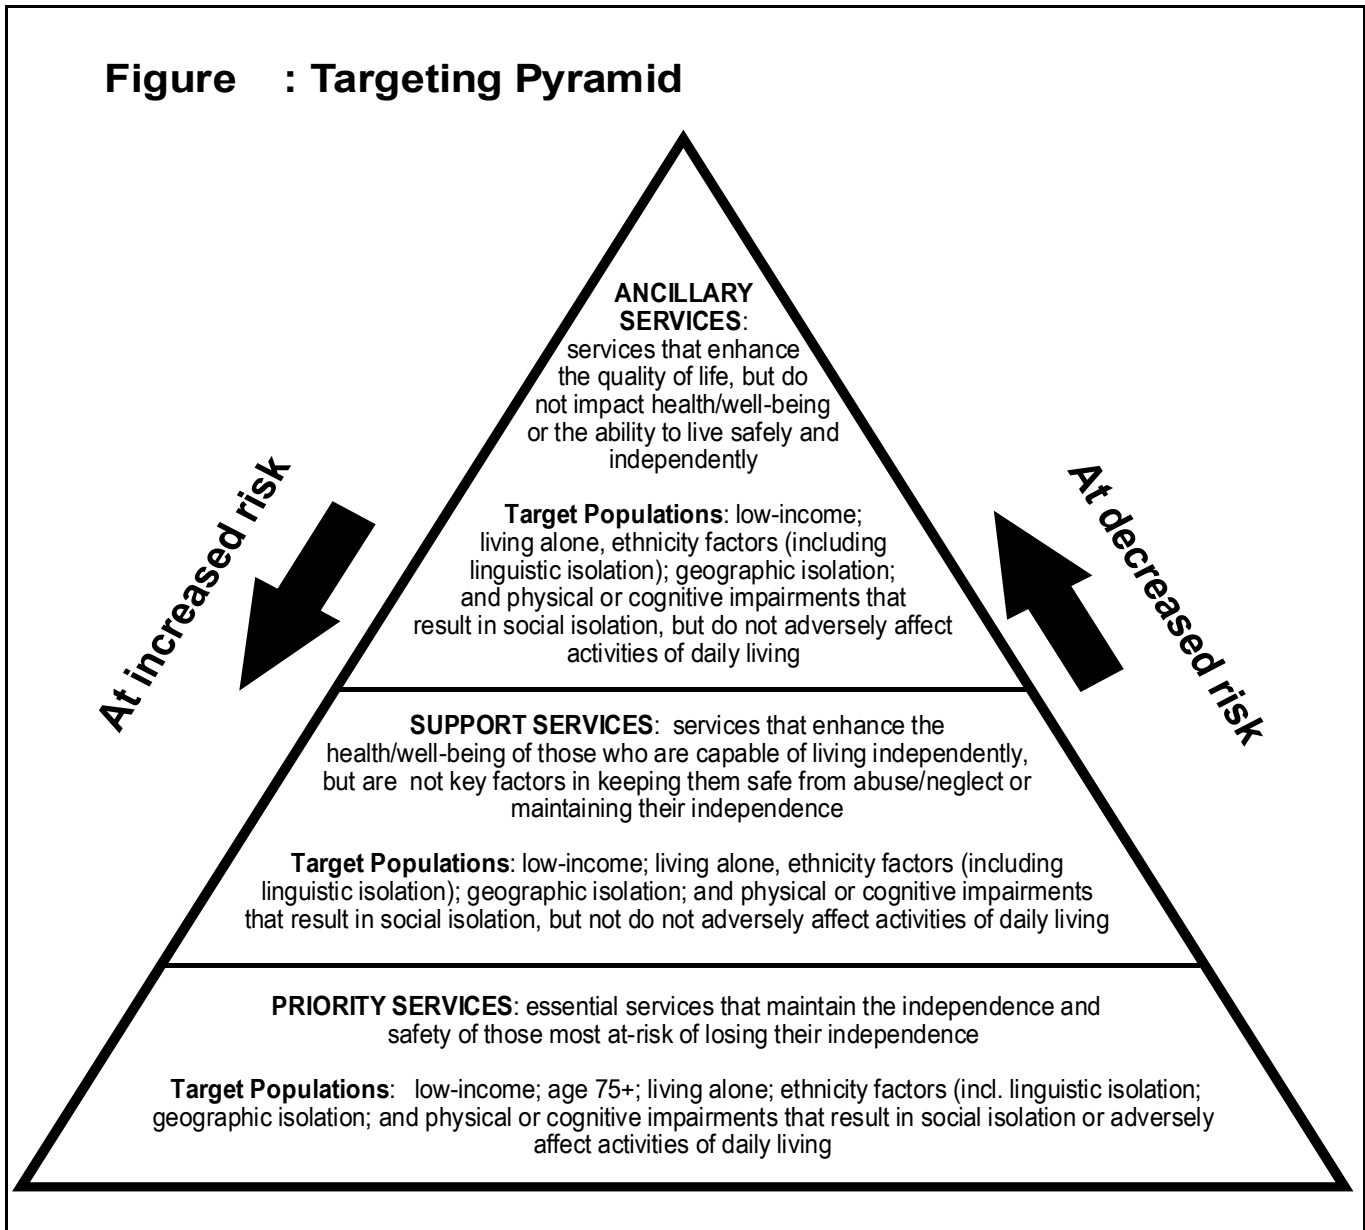 Figure : Targeting Pyramid
ANCILLARY
SERVICES:
services that enhance
the quality of life, but do
not impact health/well-being
or the ability to live safely and
independently
Target Populations: low-income;
living alone, ethnicity factors (including
linguistic isolation); geographic isolation;
and physical or cognitive impairments that
result in social isolation, but do not adversely affect
activities of daily living
At increased risk
At decreased risk
SUPPORT SERVICES: services that enhance the
health/well-being of those who are capable of living independently,
but are not key factors in keeping them safe from abuse/neglect or
maintaining their independence
Target Populations: low-income; living alone, ethnicity factors (including
linguistic isolation); geographic isolation; and physical or cognitive impairments
that result in social isolation, but not do not adversely affect activities of daily living
PRIORITY SERVICES: essential services that maintain the independence and
safety of those most at-risk of losing their independence
Target Populations: low-income; age 75+; living alone; ethnicity factors (incl. linguistic isolation;
geographic isolation; and physical or cognitive impairments that result in social isolation or adversely
affect activities of daily living